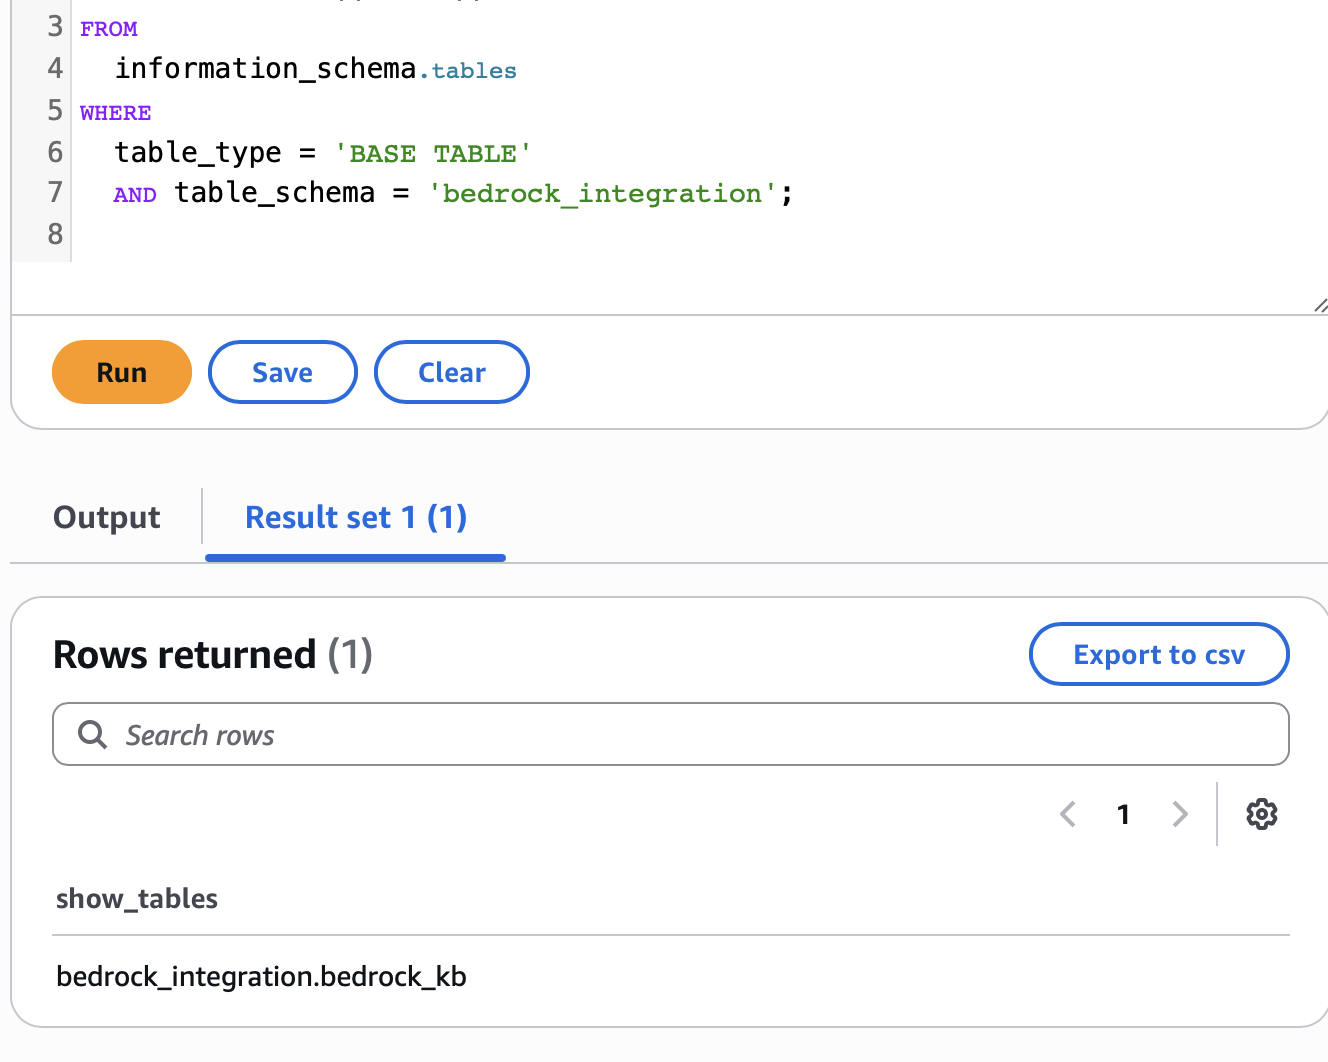 3 FROM
4 information_schema.tables
5 WHERE
6 table_type = 'BASE TABLE'
7 AND table_schema = 'bedrock_integration';
8
Run Save Clear
Output Result set 1 (1)
Rows returned (1) Export to csv
Search rows
1
show_tables
bedrock_integration.bedrock_kb